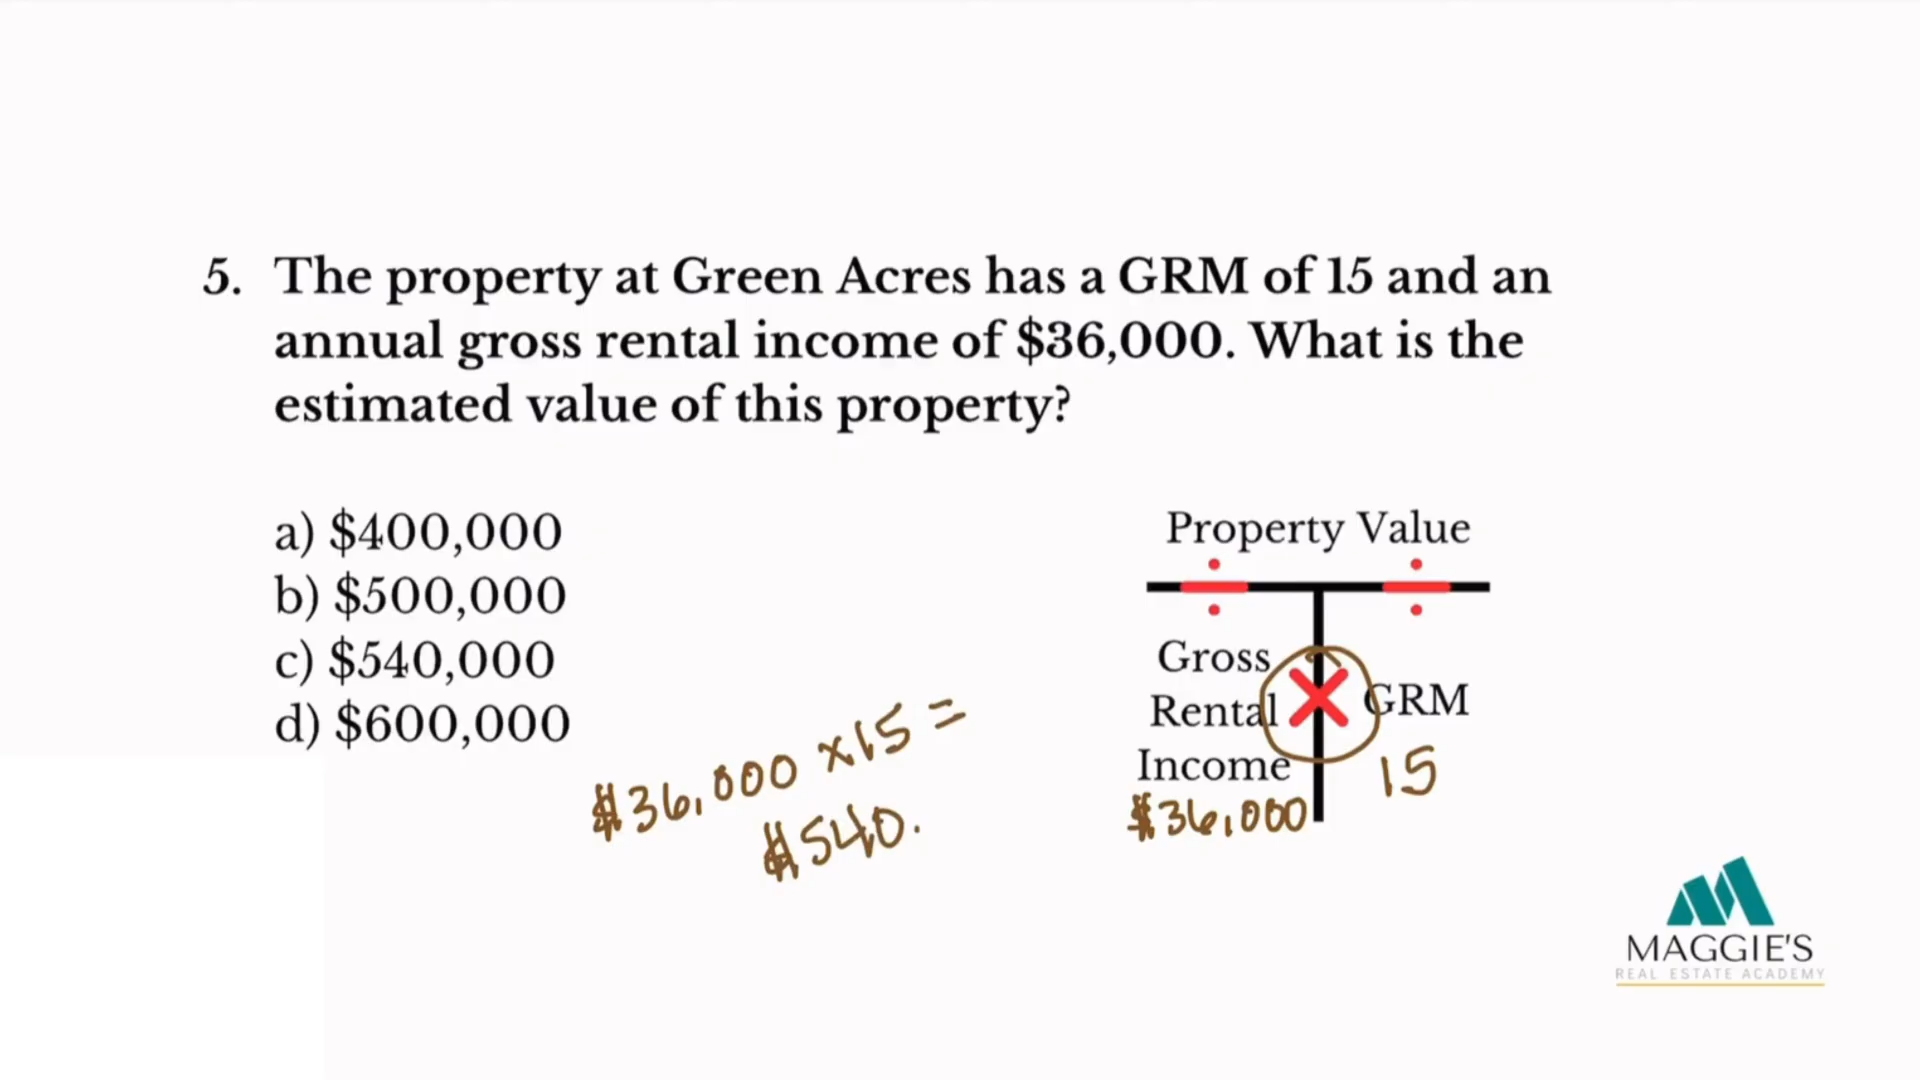 5. The property at Green Acres has a GRM of 15 and an
annual gross rental income of $36,000. What is the
estimated value of this property?
a) $400,000
b) $500,000
c) $540,000
d) $600,000
$36,000 x15 =
$540.
Property Value
÷ ÷
Gross
Rental
Income
× GRM
$36,000
15
MAGGIE'S
REAL ESTATE ACADEMY